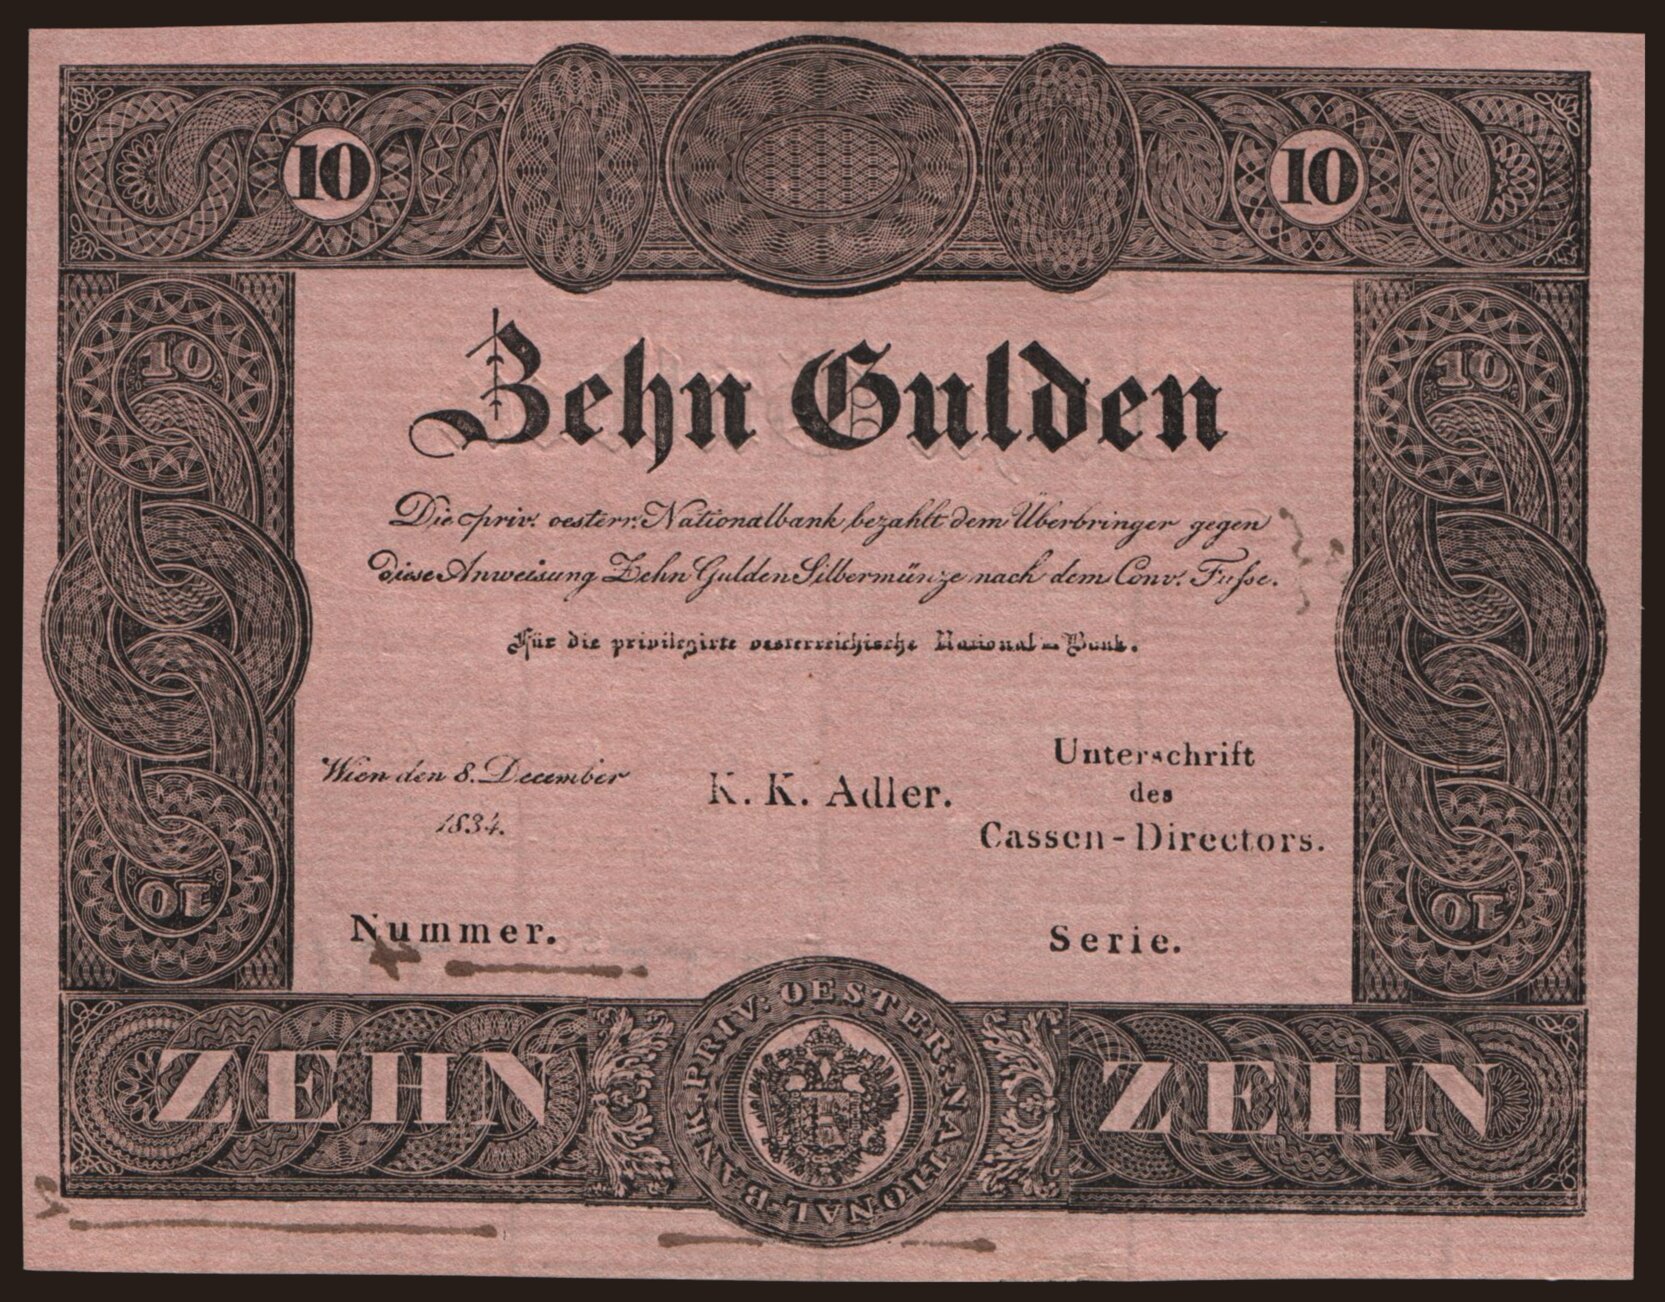 10 10
10 10
Zehn Gulden
Die priv. oesterr. Nationalbank bezahlt dem Überbringer gegen
diese Anweisung Zehn Gulden Silbermünze nach dem Conv. Fusse.
Für die privilegirte oesterreichische National-Bank.
Wien den 8. December
1834.
K. K. Adler.
Unterschrift
des
Cassen-Directors.
10 10
Nummer.
Serie.
ZEHN
PRIV: OESTER: NATIONAL-BANK
ZEHN